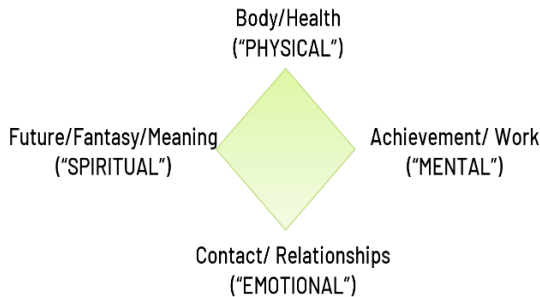 Body/Health
(“PHYSICAL”)
Future/Fantasy/Meaning
(“SPIRITUAL”)
Achievement/ Work
(“MENTAL”)
Contact/ Relationships
(“EMOTIONAL”)